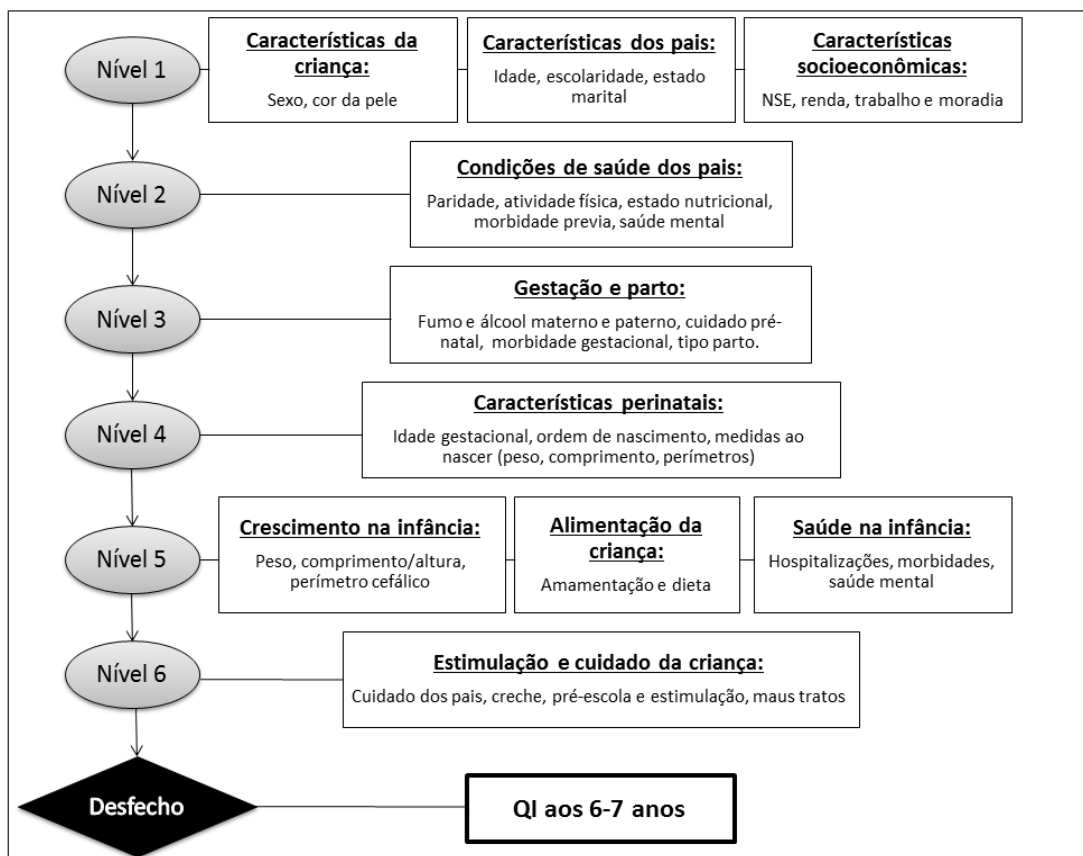 Nível 1
Características da
criança:
Sexo, cor da pele
Características dos pais:
Idade, escolaridade, estado
marital
Características
socioeconômicas:
NSE, renda, trabalho e moradia
Nível 2
Condições de saúde dos pais:
Paridade, atividade física, estado nutricional,
morbidade previa, saúde mental
Nível 3
Gestação e parto:
Fumo e álcool materno e paterno, cuidado pré-
natal, morbidade gestacional, tipo parto.
Nível 4
Características perinatais:
Idade gestacional, ordem de nascimento, medidas ao
nascer (peso, comprimento, perímetros)
Nível 5
Crescimento na infância:
Peso, comprimento/altura,
perímetro cefálico
Alimentação da
criança:
Amamentação e dieta
Saúde na infância:
Hospitalizações, morbidades,
saúde mental
Nível 6
Estimulação e cuidado da criança:
Cuidado dos pais, creche, pré-escola e estimulação, maus tratos
Desfecho
QI aos 6-7 anos